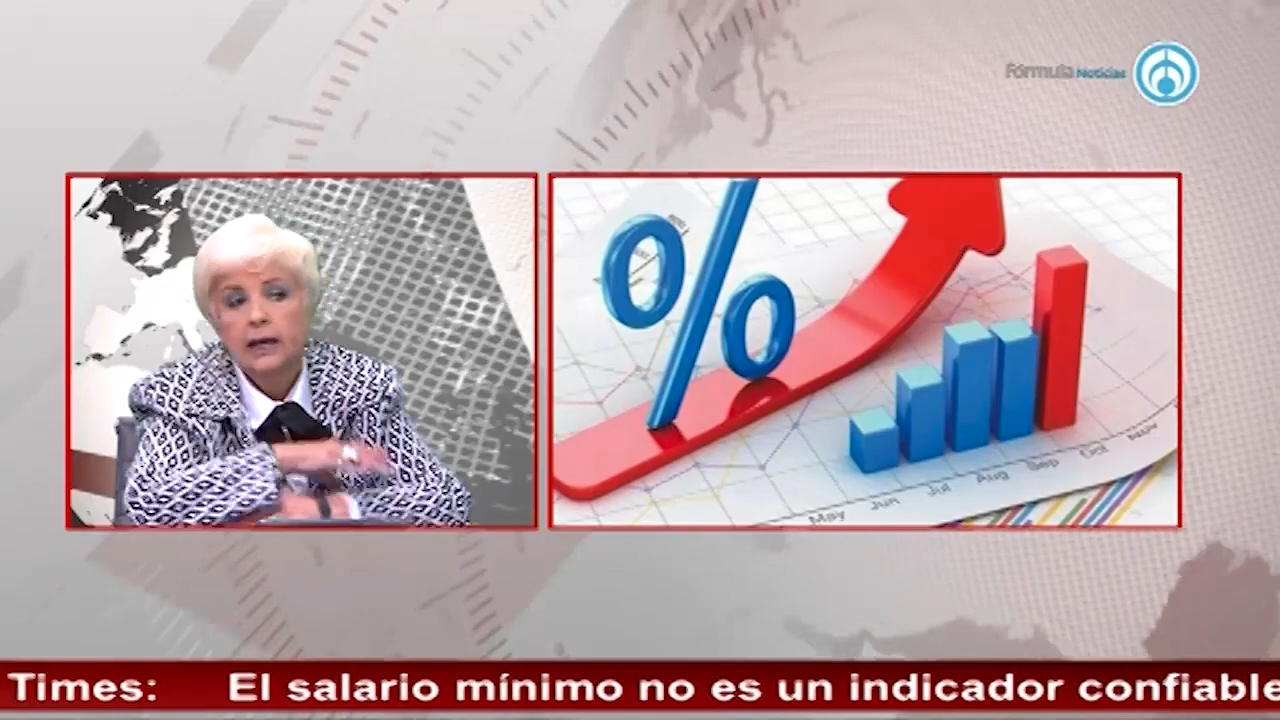 Fórmula Noticias
%
May Jun Jul Aug Sep Oct Nov
Times: El salario mínimo no es un indicador confiable